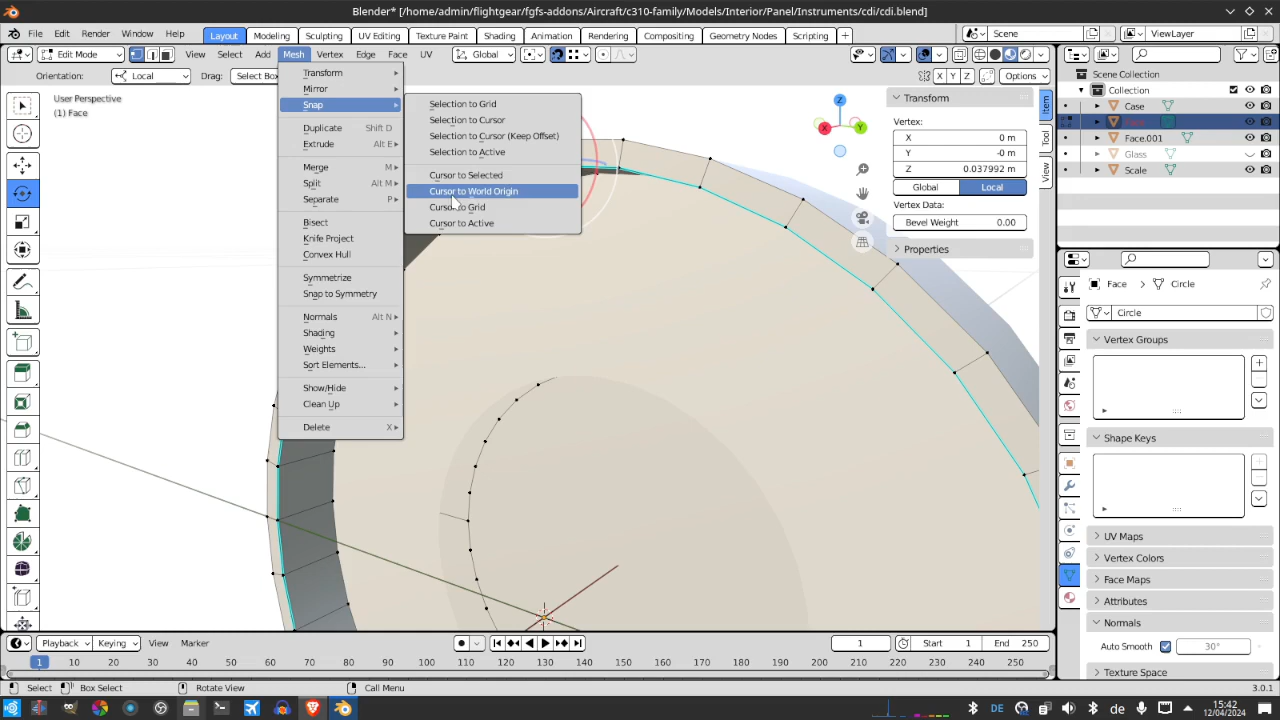 Blender* [/home/admin/flightgear/fgfs-addons/Aircraft/c310-family/Models/Interior/Panel/Instruments/cdi/cdi.blend]
File Edit Render Window Help Layout Modeling Sculpting UV Editing Texture Paint Shading Animation Rendering Compositing Geometry Nodes Scripting + Scene ViewLayer
Edit Mode View Select Add Mesh Vertex Edge Face UV Global
Orientation: Local Drag: Select Box X Y Z Options
User Perspective
(1) Face
Transform
Mirror
Snap
Duplicate Shift D
Extrude Alt E
Merge M
Split Alt M
Separate P
Bisect
Knife Project
Convex Hull
Symmetrize
Snap to Symmetry
Normals Alt N
Shading
Weights
Sort Elements...
Show/Hide
Clean Up
Delete X
Selection to Grid
Selection to Cursor
Selection to Cursor (Keep Offset)
Selection to Active
Cursor to Selected
Cursor to World Origin
Cursor to Grid
Cursor to Active
Z
X
Y
Transform
Vertex:
X 0 m
Y -0 m
Z 0.037992 m
Global Local
Vertex Data:
Bevel Weight 0.00
Properties
Item
Tool
View
Scene Collection
Collection
Case
Face
Face.001
Glass
Scale
Face Circle
Circle
Vertex Groups
Shape Keys
UV Maps
Vertex Colors
Face Maps
Attributes
Normals
Auto Smooth 30°
Texture Space
Playback Keying View Marker 1 Start 1 End 250
1 10 20 30 40 50 60 70 80 90 100 110 120 130 140 150 160 170 180 190 200 210 220 230 240 250
Select Box Select Rotate View Call Menu 3.0.1
DE de 15:42
12/04/2024